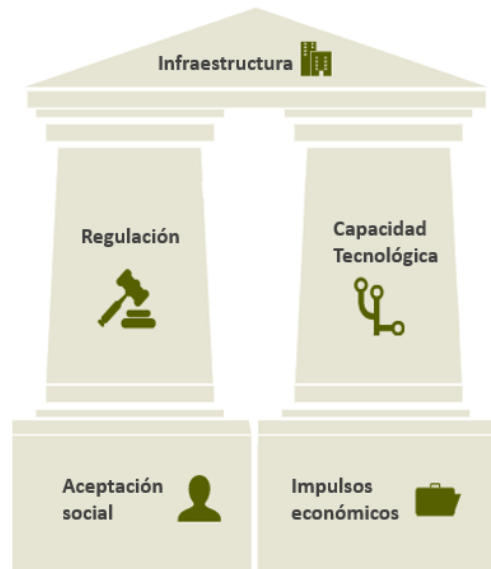 Infraestructura
Regulación
Capacidad
Tecnológica
Aceptación
social
Impulsos
económicos